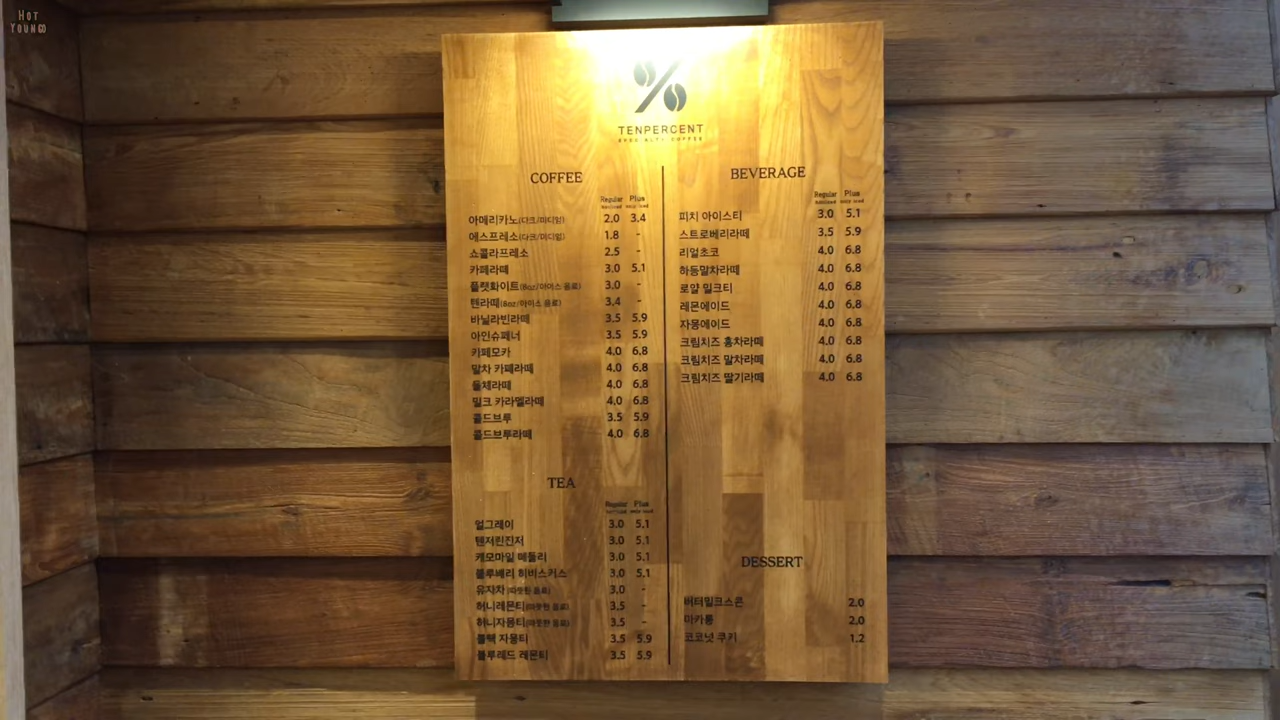 HOT
YOUNGO
TENPERCENT
SPECIALTY COFFEE
COFFEE
Regular Plus
아메리카노(다크/미디엄) 2.0 3.4
에스프레소(다크/미디엄) 1.8 -
쇼콜라프레소 2.5 -
카페라떼 3.0 5.1
플랫화이트(8oz/아이스 음료) 3.0 -
텐라떼(8oz/아이스 음료) 3.4 -
바닐라빈라떼 3.5 5.9
아인슈패너 3.5 5.9
카페모카 4.0 6.8
말차 카페라떼 4.0 6.8
돌체라떼 4.0 6.8
밀크 카라멜라떼 4.0 6.8
콜드브루 3.5 5.9
콜드브루라떼 4.0 6.8
TEA
Regular Plus
얼그레이 3.0 5.1
텐저린진저 3.0 5.1
캐모마일 메들리 3.0 5.1
블루베리 히비스커스 3.0 5.1
유자차(따뜻한 음료) 3.0 -
허니레몬티(따뜻한 음료) 3.5 -
허니자몽티(따뜻한 음료) 3.5 -
블랙 자몽티 3.5 5.9
블루레드 레몬티 3.5 5.9
BEVERAGE
Regular Plus
피치 아이스티 3.0 5.1
스트로베리라떼 3.5 5.9
리얼초코 4.0 6.8
하동말차라떼 4.0 6.8
로얄 밀크티 4.0 6.8
레몬에이드 4.0 6.8
자몽에이드 4.0 6.8
크림치즈 홍차라떼 4.0 6.8
크림치즈 말차라떼 4.0 6.8
크림치즈 딸기라떼 4.0 6.8
DESSERT
버터밀크스콘 2.0
마카롱 2.0
코코넛 쿠키 1.2